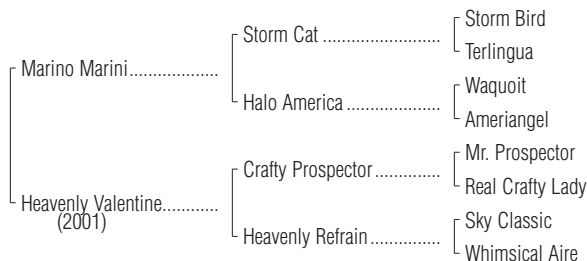 Storm Bird
Storm Cat ........................
Terlingua
Marino Marini..................
Waquoit
Halo America ...................
Ameriangel
Mr. Prospector
Crafty Prospector .............
Real Crafty Lady
Heavenly Valentine............
(2001)
Sky Classic
Heavenly Refrain ..............
Whimsical Aire